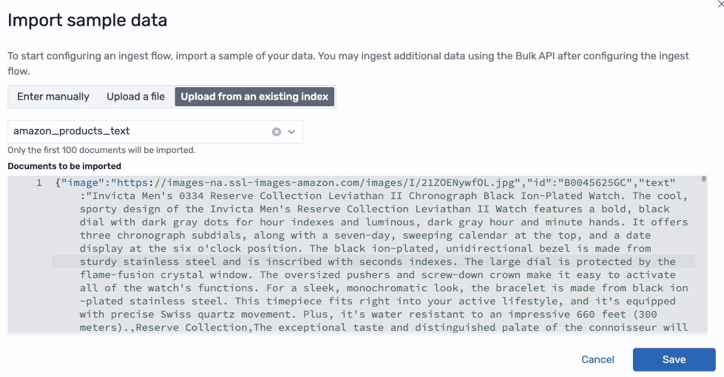 Import sample data
To start configuring an ingest flow, import a sample of your data. You may ingest additional data using the Bulk API after configuring the ingest
flow.
Enter manually Upload a file Upload from an existing index
amazon_products_text
Only the first 100 documents will be imported.
Documents to be imported
1 {"image":"https://images-na.ssl-images-amazon.com/images/I/21ZOENywfOL.jpg","id":"B0045625GC","text"
:"Invicta Men's 0334 Reserve Collection Leviathan II Chronograph Black Ion-Plated Watch. The cool,
sporty design of the Invicta Men's Reserve Collection Leviathan II Watch features a bold, black
dial with dark gray dots for hour indexes and luminous, dark gray hour and minute hands. It offers
three chronograph subdials, along with a seven-day, sweeping calendar at the top, and a date
display at the six o'clock position. The black ion-plated, unidirectional bezel is made from
sturdy stainless steel and is inscribed with seconds indexes. The large dial is protected by the
flame-fusion crystal window. The oversized pushers and screw-down crown make it easy to activate
all of the watch's functions. For a sleek, monochromatic look, the bracelet is made from black ion
-plated stainless steel. This timepiece fits right into your active lifestyle, and it's equipped
with precise Swiss quartz movement. Plus, it's water resistant to an impressive 660 feet (300
meters).,Reserve Collection,The exceptional taste and distinguished palate of the connoisseur will
Cancel Save